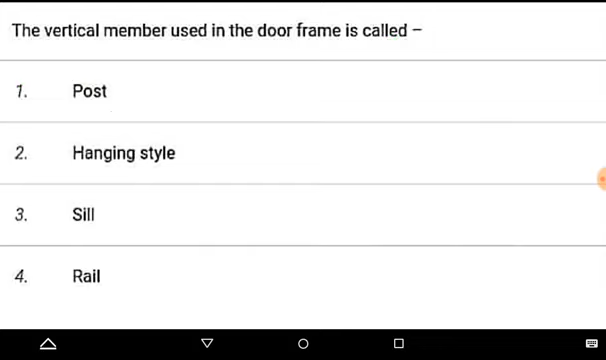 The vertical member used in the door frame is called –
1. Post
2. Hanging style
3. Sill
4. Rail